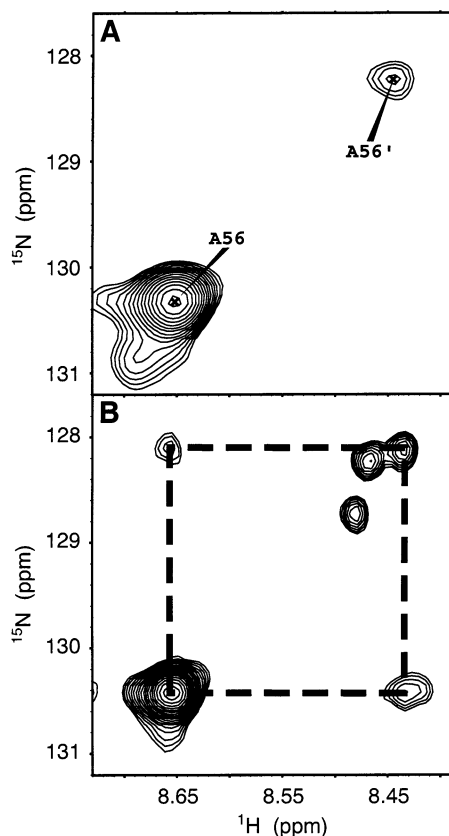 A
128
129
130
131
¹⁵N (ppm)
A56'
A56
B
128
129
130
131
¹⁵N (ppm)
8.65 8.55 8.45
¹H (ppm)